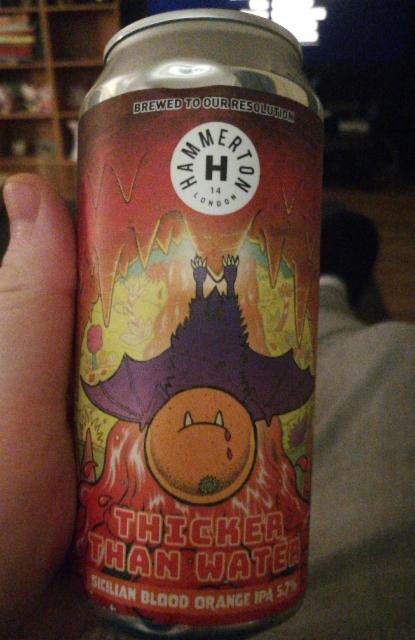 BREWED TO OUR RESOLUTION
HAMMERTON
H
14
LONDON
THICKER
THAN WATER
SICILIAN BLOOD ORANGE IPA 5.7%